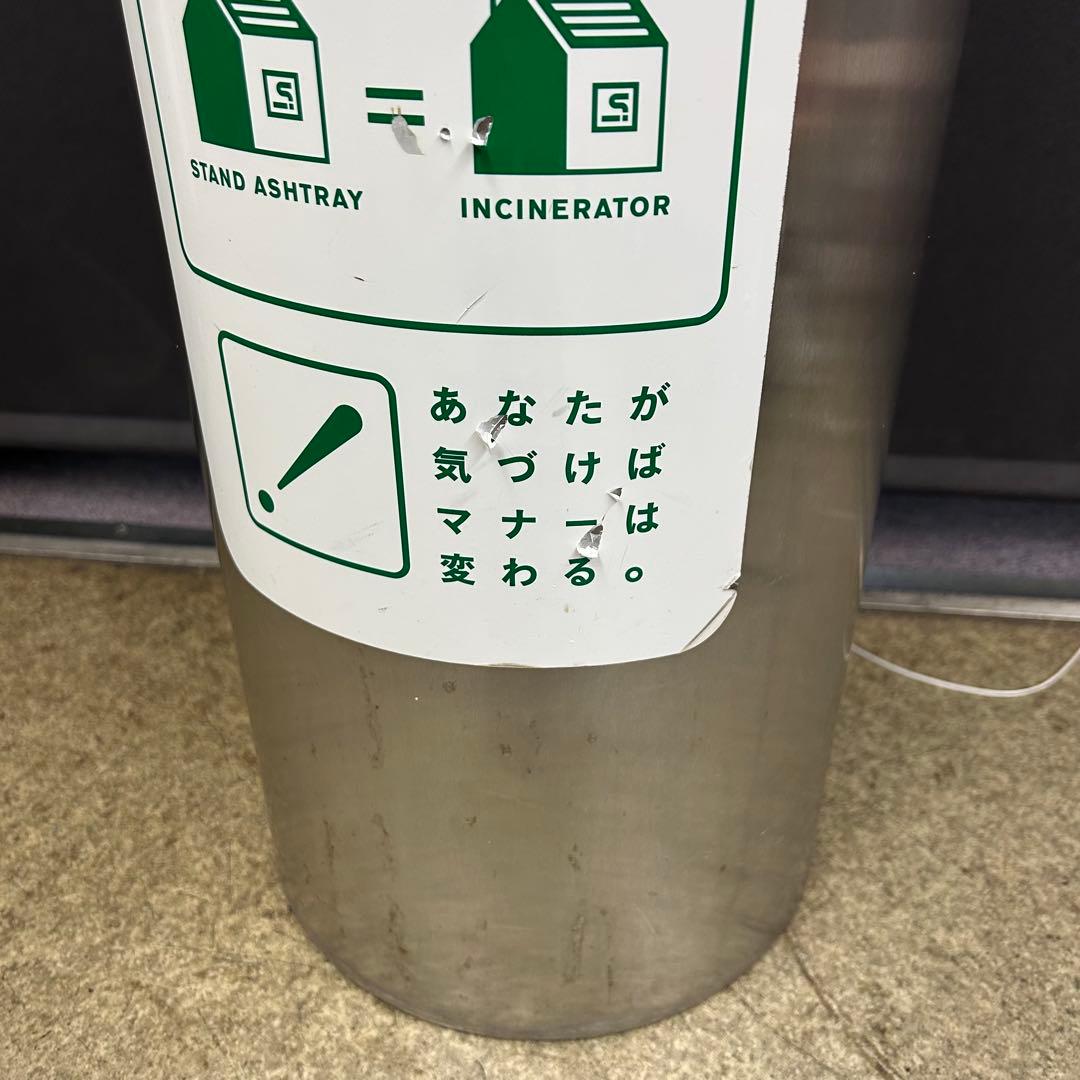 STAND ASHTRAY
=
INCINERATOR
あなたが
気づけば
マナーは
変わる。